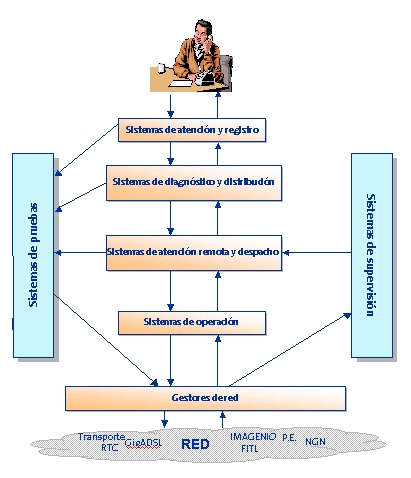 Sistemas de atención y registro
Sistemas de diagnóstico y distribución
Sistemas de pruebas
Sistemas de atención remota y despacho
Sistemas de supervisión
Sistemas de operación
Gestores de red
Transporte
RTC
GigADSL
RED
IMAGENIO
FITL
P.E.
NGN